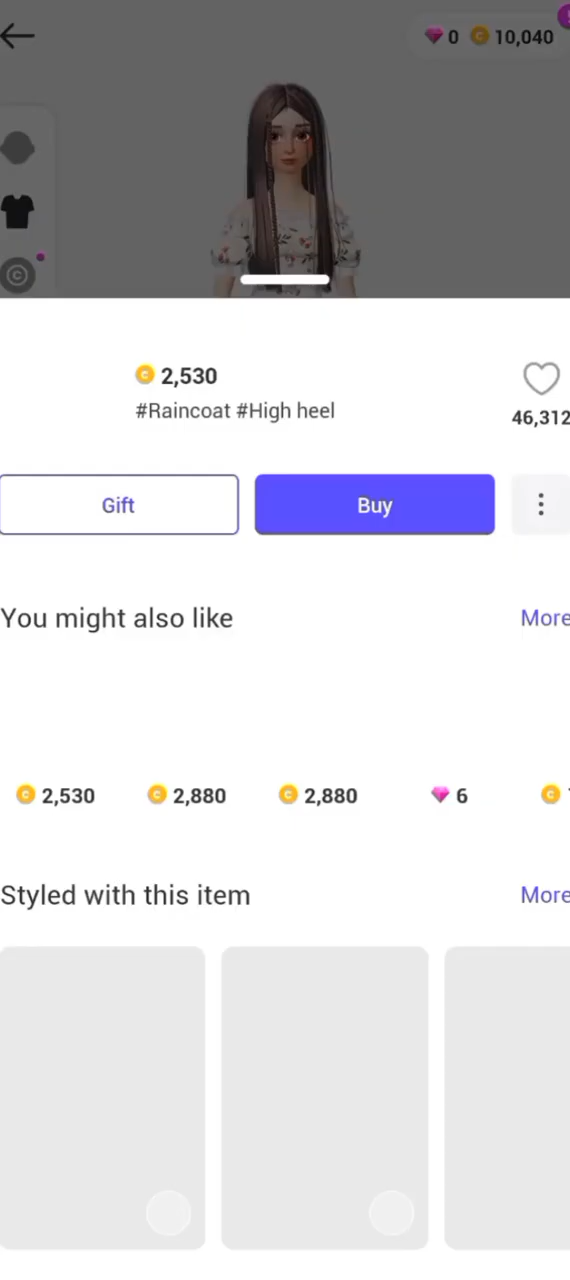 0 10,040
2,530
#Raincoat #High heel
46,312
Gift Buy
You might also like More
2,530 2,880 2,880 6
Styled with this item More